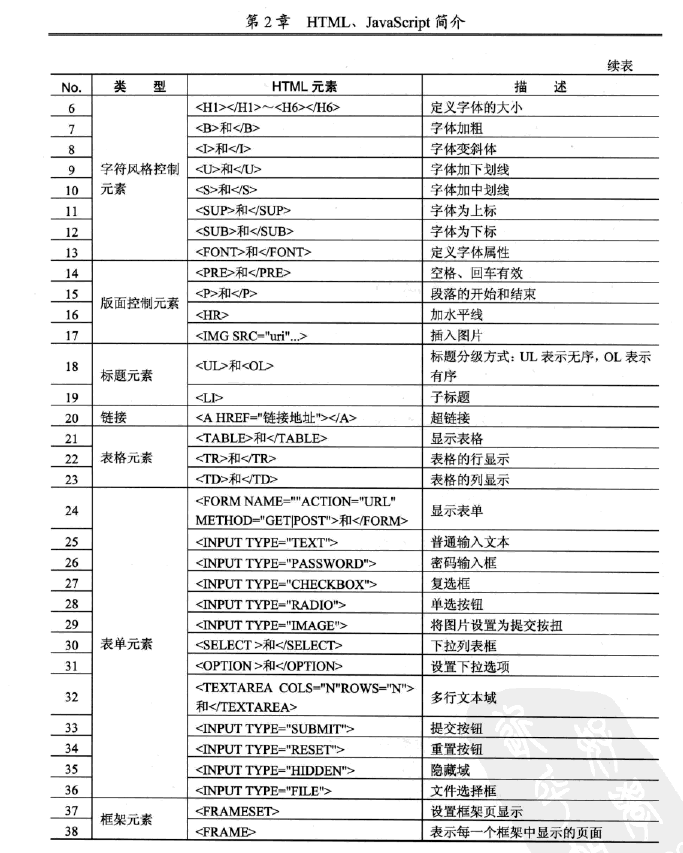 第 2 章 HTML、JavaScript 简介
续表
No. 类 型 HTML 元素 描 述
6 <H1></H1>～<H6></H6> 定义字体的大小
7 <B>和</B> 字体加粗
8 <I>和</I> 字体变斜体
9 字符风格控制 <U>和</U> 字体加下划线
10 元素 <S>和</S> 字体加中划线
11 <SUP>和</SUP> 字体为上标
12 <SUB>和</SUB> 字体为下标
13 <FONT>和</FONT> 定义字体属性
14 <PRE>和</PRE> 空格、回车有效
15 <P>和</P> 段落的开始和结束
版面控制元素
16 <HR> 加水平线
17 <IMG SRC="uri"...> 插入图片
18 <UL>和<OL> 标题分级方式：UL 表示无序，OL 表示
有序
标题元素
19 <LI> 子标题
20 链接 <A HREF="链接地址"></A> 超链接
21 <TABLE>和</TABLE> 显示表格
22 表格元素 <TR>和</TR> 表格的行显示
23 <TD>和</TD> 表格的列显示
24 <FORM NAME=""ACTION="URL"
METHOD="GET|POST">和</FORM> 显示表单
25 <INPUT TYPE="TEXT"> 普通输入文本
26 <INPUT TYPE="PASSWORD"> 密码输入框
27 <INPUT TYPE="CHECKBOX"> 复选框
28 <INPUT TYPE="RADIO"> 单选按钮
29 <INPUT TYPE="IMAGE"> 将图片设置为提交按扭
30 表单元素 <SELECT >和</SELECT> 下拉列表框
31 <OPTION >和</OPTION> 设置下拉选项
32 <TEXTAREA COLS="N"ROWS="N">
和</TEXTAREA> 多行文本域
33 <INPUT TYPE="SUBMIT"> 提交按钮
34 <INPUT TYPE="RESET"> 重置按钮
35 <INPUT TYPE="HIDDEN"> 隐藏域
36 <INPUT TYPE="FILE"> 文件选择框
37 <FRAMESET> 设置框架页显示
框架元素
38 <FRAME> 表示每一个框架中显示的页面